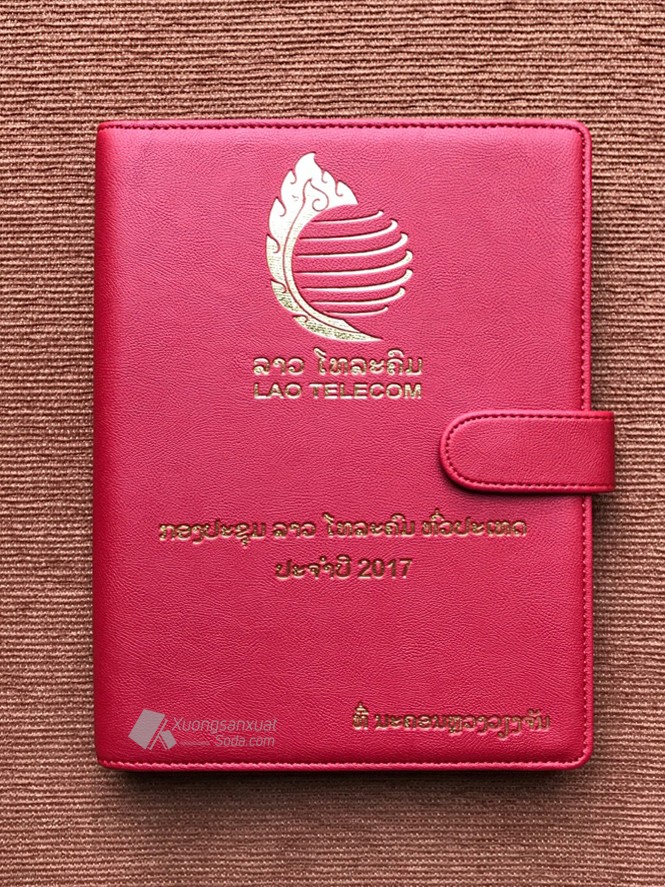 ລາວ ໂທລະຄົມ
LAO TELECOM
ກອງປະຊຸມ ລາວ ໂທລະຄົມ ທົ່ວປະເທດ
ປະຈຳປີ 2017
ທີ່ ນະຄອນຫຼວງວຽງຈັນ
Xuongsanxuat
Soda.com